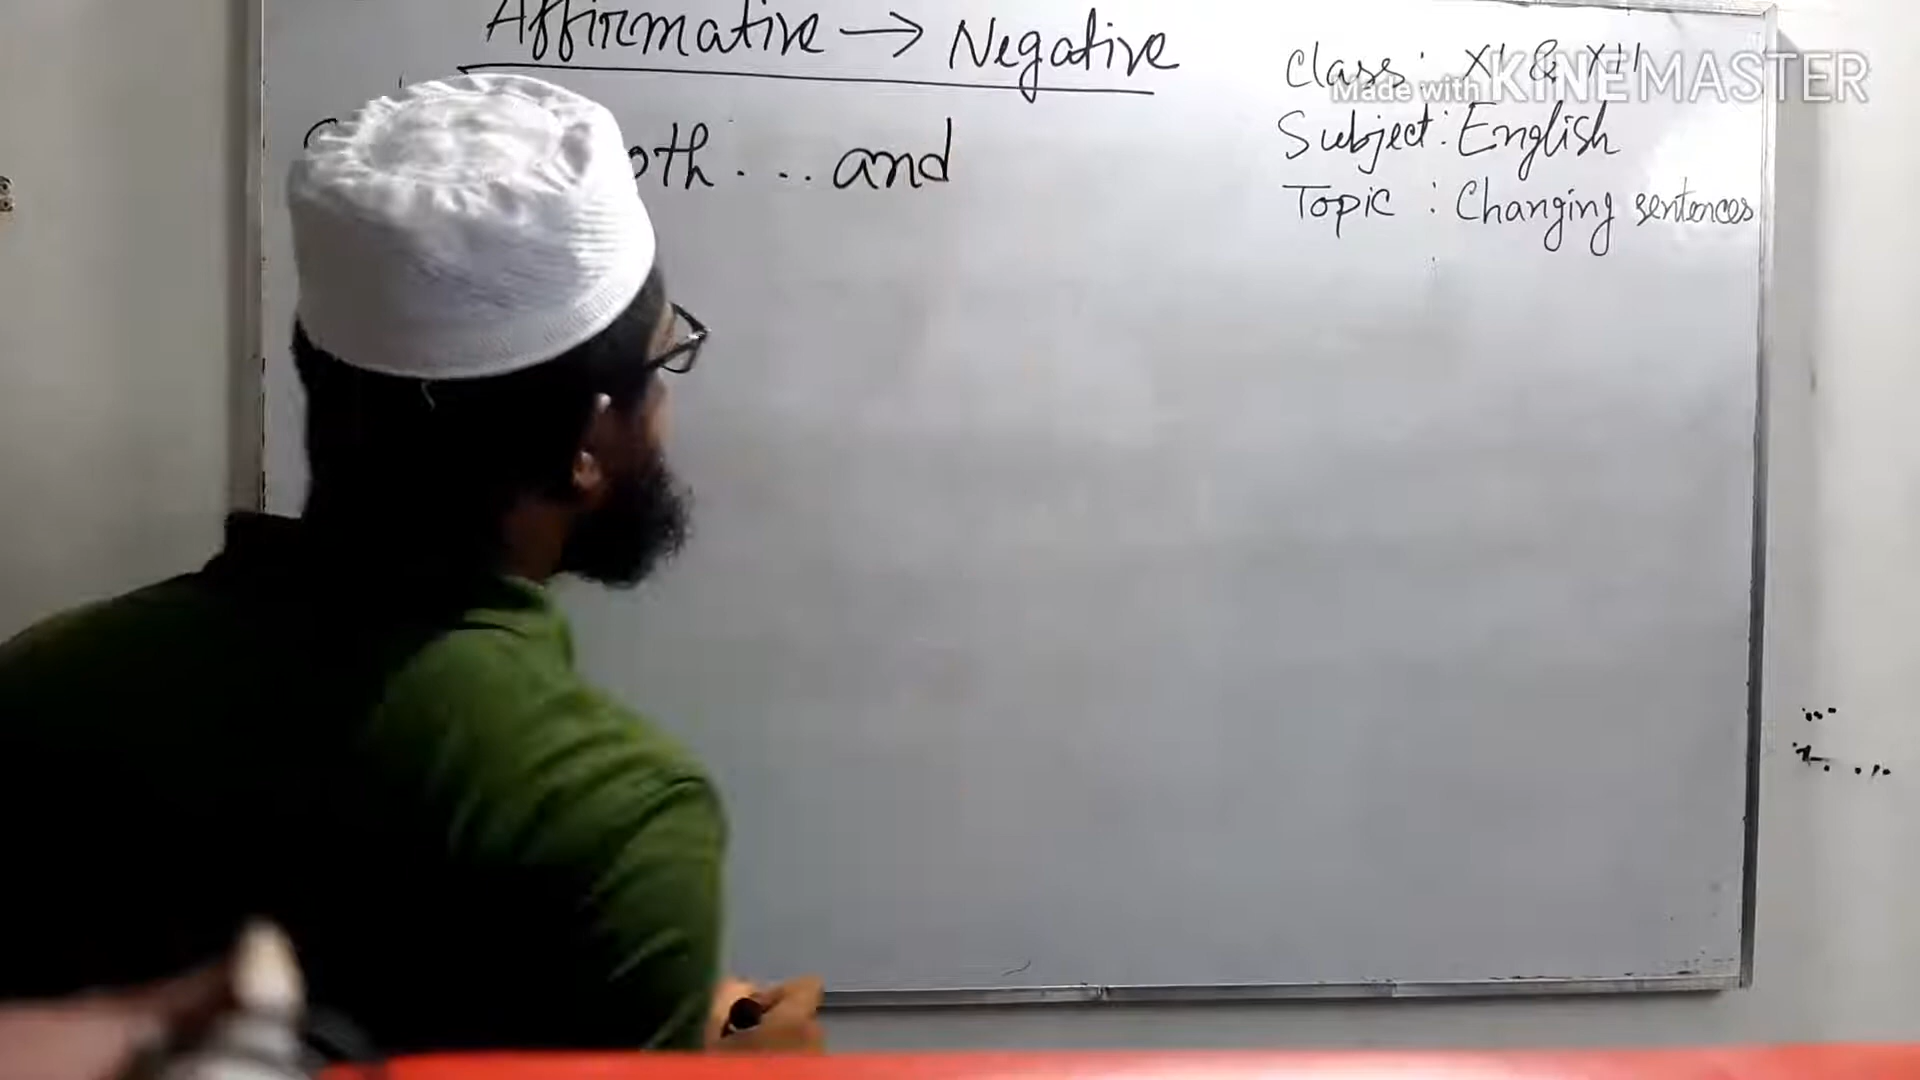 Affirmative → Negative
oth . . . and
Class: XI & XII
Subject: English
Topic : Changing sentences
Made with KINEMASTER